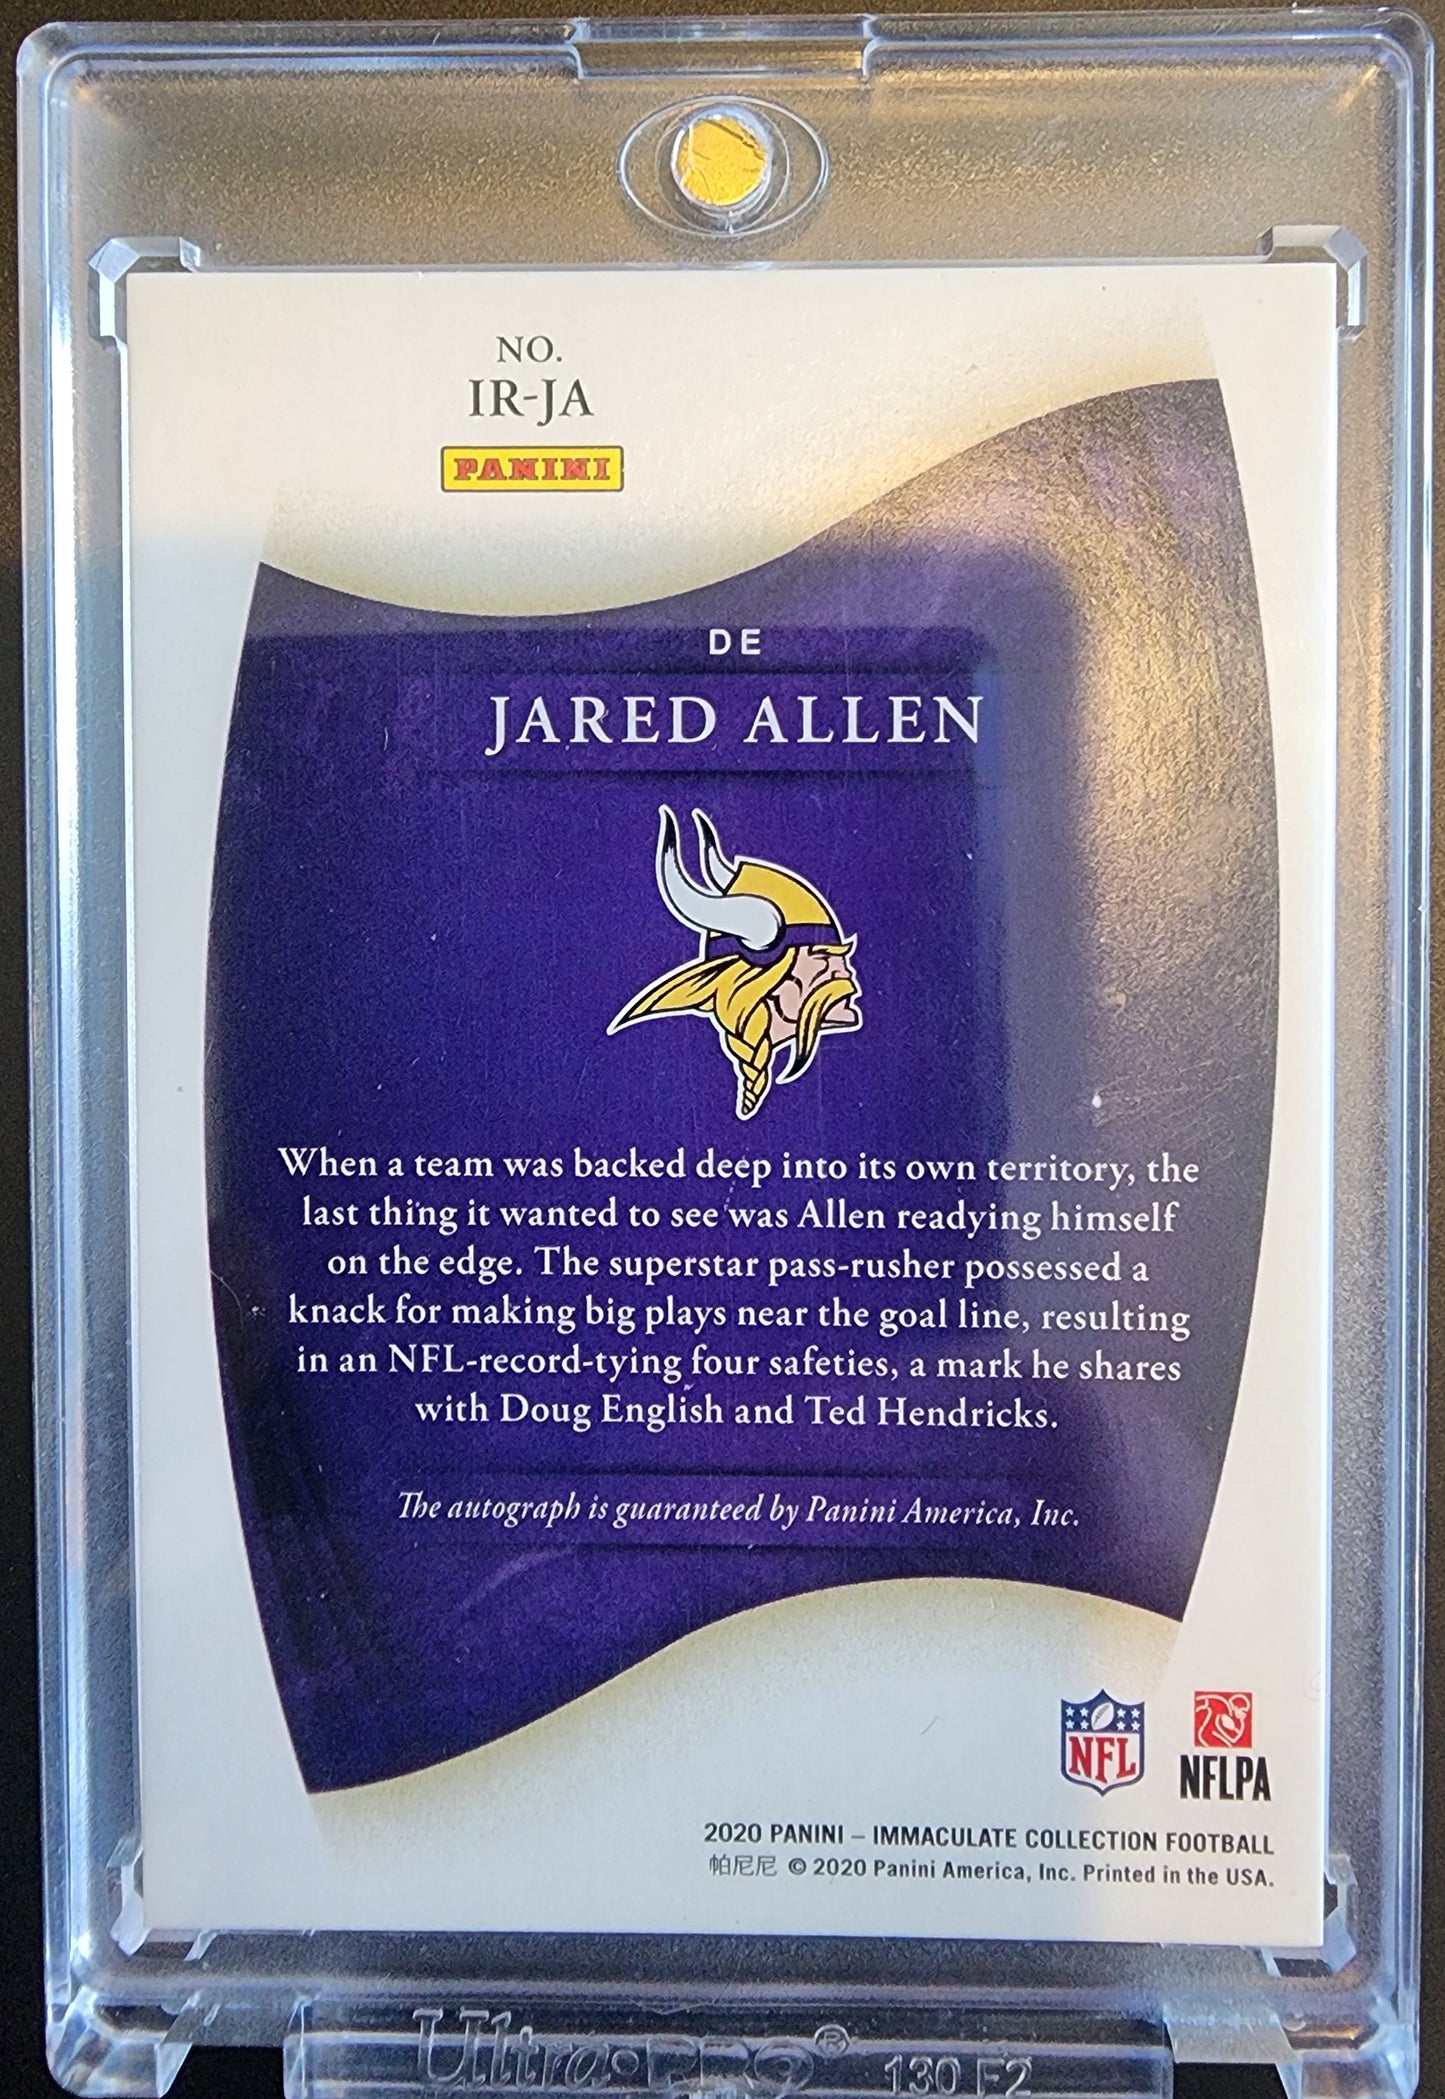 NO.
IR-JA
PANINI
DE
JARED ALLEN
When a team was backed deep into its own territory, the
last thing it wanted to see was Allen readying himself
on the edge. The superstar pass-rusher possessed a
knack for making big plays near the goal line, resulting
in an NFL-record-tying four safeties, a mark he shares
with Doug English and Ted Hendricks.
The autograph is guaranteed by Panini America, Inc.
NFL
NFLPA
2020 PANINI – IMMACULATE COLLECTION FOOTBALL
帕尼尼 © 2020 Panini America, Inc. Printed in the USA.
Ultra•PRO® 130 F2